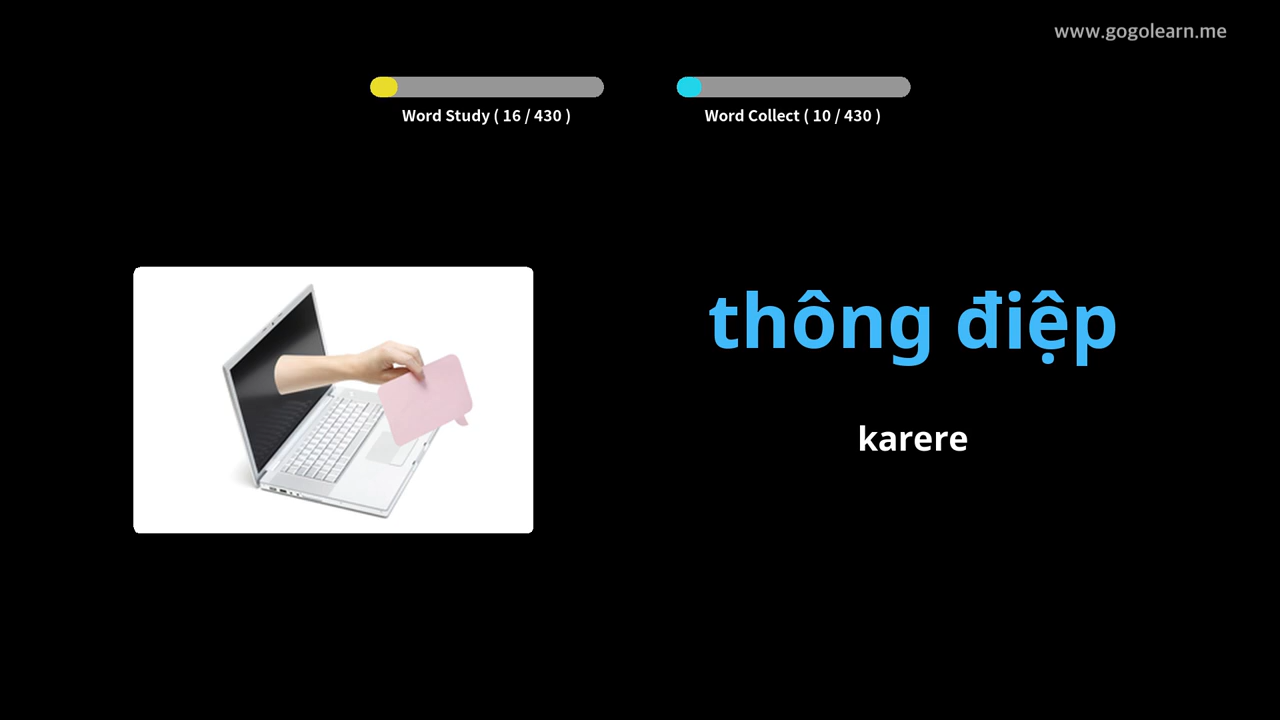 www.gogolearn.me
Word Study ( 16 / 430 )
Word Collect ( 10 / 430 )
thông điệp
karere